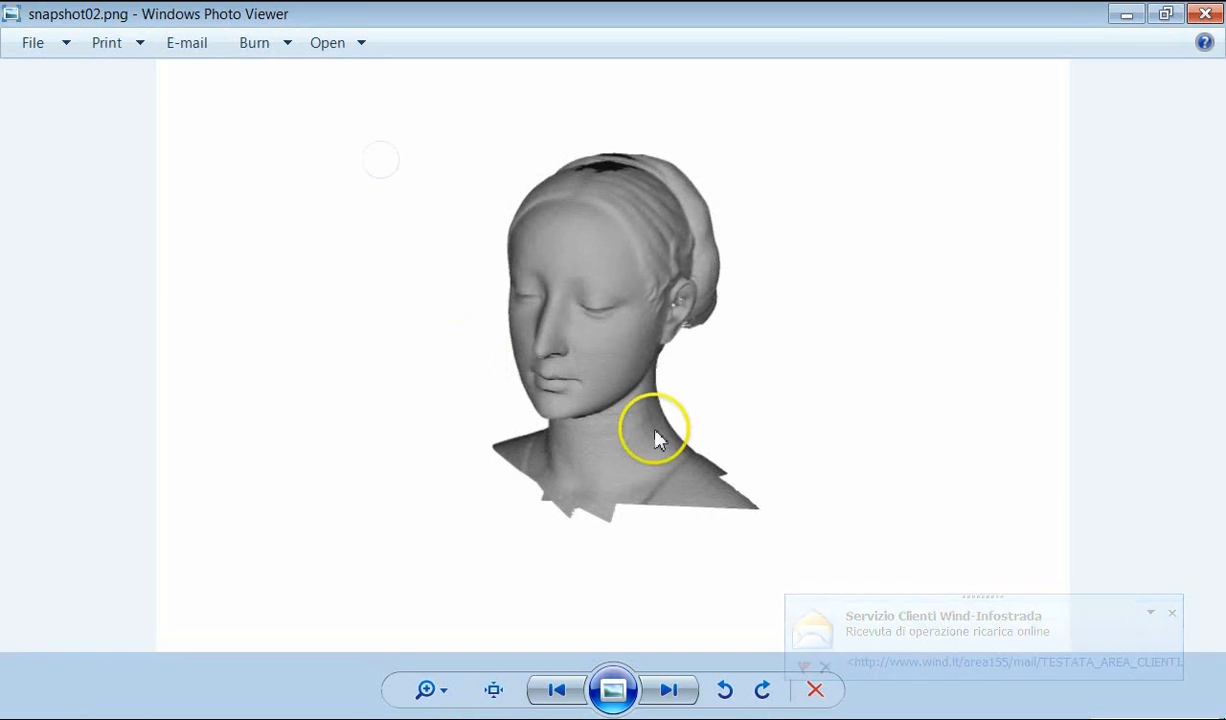 snapshot02.png - Windows Photo Viewer
File Print E-mail Burn Open
Servizio Clienti Wind-Infostrada
Ricevuta di operazione ricarica online
<http://www.wind.it/area155/mail/TESTATA_AREA_CLIENTI